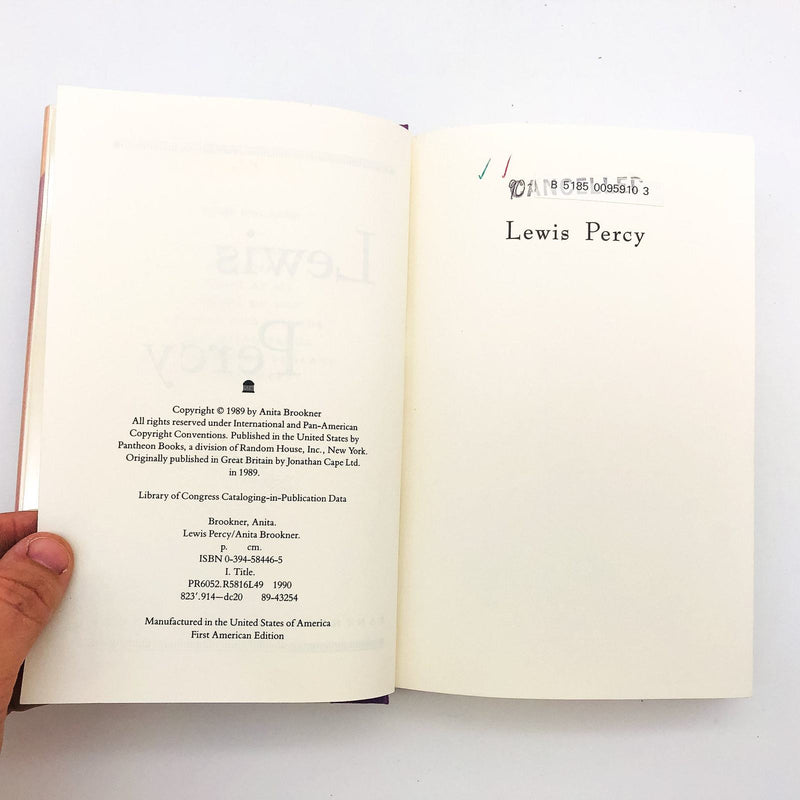 Copyright © 1989 by Anita Brookner
All rights reserved under International and Pan-American
Copyright Conventions. Published in the United States by
Pantheon Books, a division of Random House, Inc., New York.
Originally published in Great Britain by Jonathan Cape Ltd.
in 1989.
Library of Congress Cataloging-in-Publication Data
Brookner, Anita.
Lewis Percy/Anita Brookner.
p. cm.
ISBN 0-394-58446-5
I. Title.
PR6052.R5816L49 1990
823'.914—dc20 89-43254
Manufactured in the United States of America
First American Edition
CANCELLED
B 5185 0095910 3
Lewis Percy